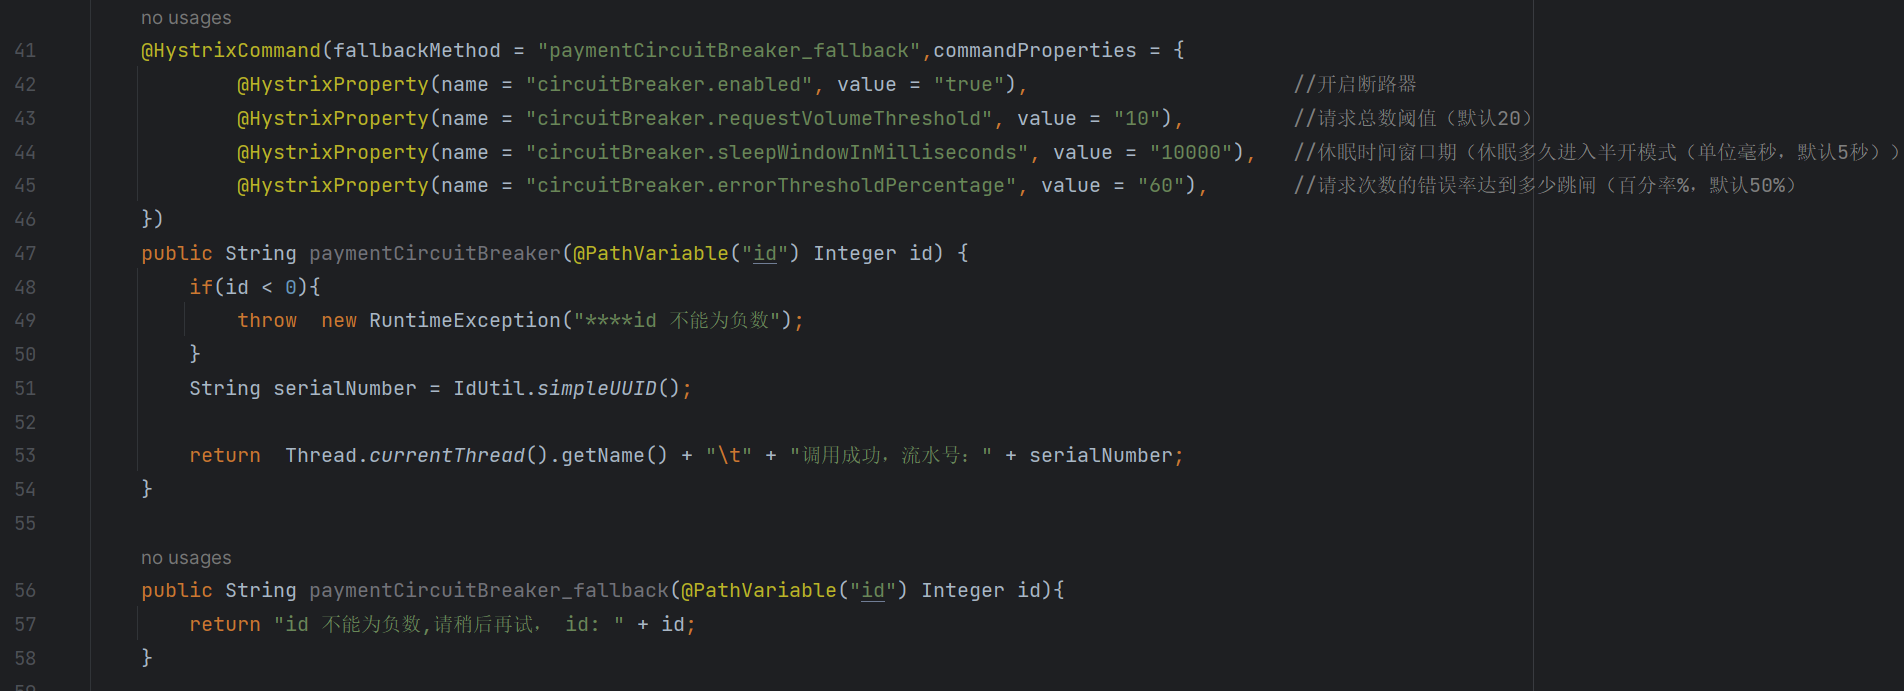 no usages
41 @HystrixCommand(fallbackMethod = "paymentCircuitBreaker_fallback",commandProperties = {
42 @HystrixProperty(name = "circuitBreaker.enabled", value = "true"), //开启断路器
43 @HystrixProperty(name = "circuitBreaker.requestVolumeThreshold", value = "10"), //请求总数阈值（默认20）
44 @HystrixProperty(name = "circuitBreaker.sleepWindowInMilliseconds", value = "10000"), //休眠时间窗口期（休眠多久进入半开模式（单位毫秒，默认5秒））
45 @HystrixProperty(name = "circuitBreaker.errorThresholdPercentage", value = "60"), //请求次数的错误率达到多少跳闸（百分率%，默认50%）
46 })
47 public String paymentCircuitBreaker(@PathVariable("id") Integer id) {
48 if(id < 0){
49 throw  new RuntimeException("****id 不能为负数");
50 }
51 String serialNumber = IdUtil.simpleUUID();
52
53 return  Thread.currentThread().getName() + "\t" + "调用成功，流水号：" + serialNumber;
54 }
55
no usages
56 public String paymentCircuitBreaker_fallback(@PathVariable("id") Integer id){
57 return "id 不能为负数,请稍后再试， id: " + id;
58 }
59